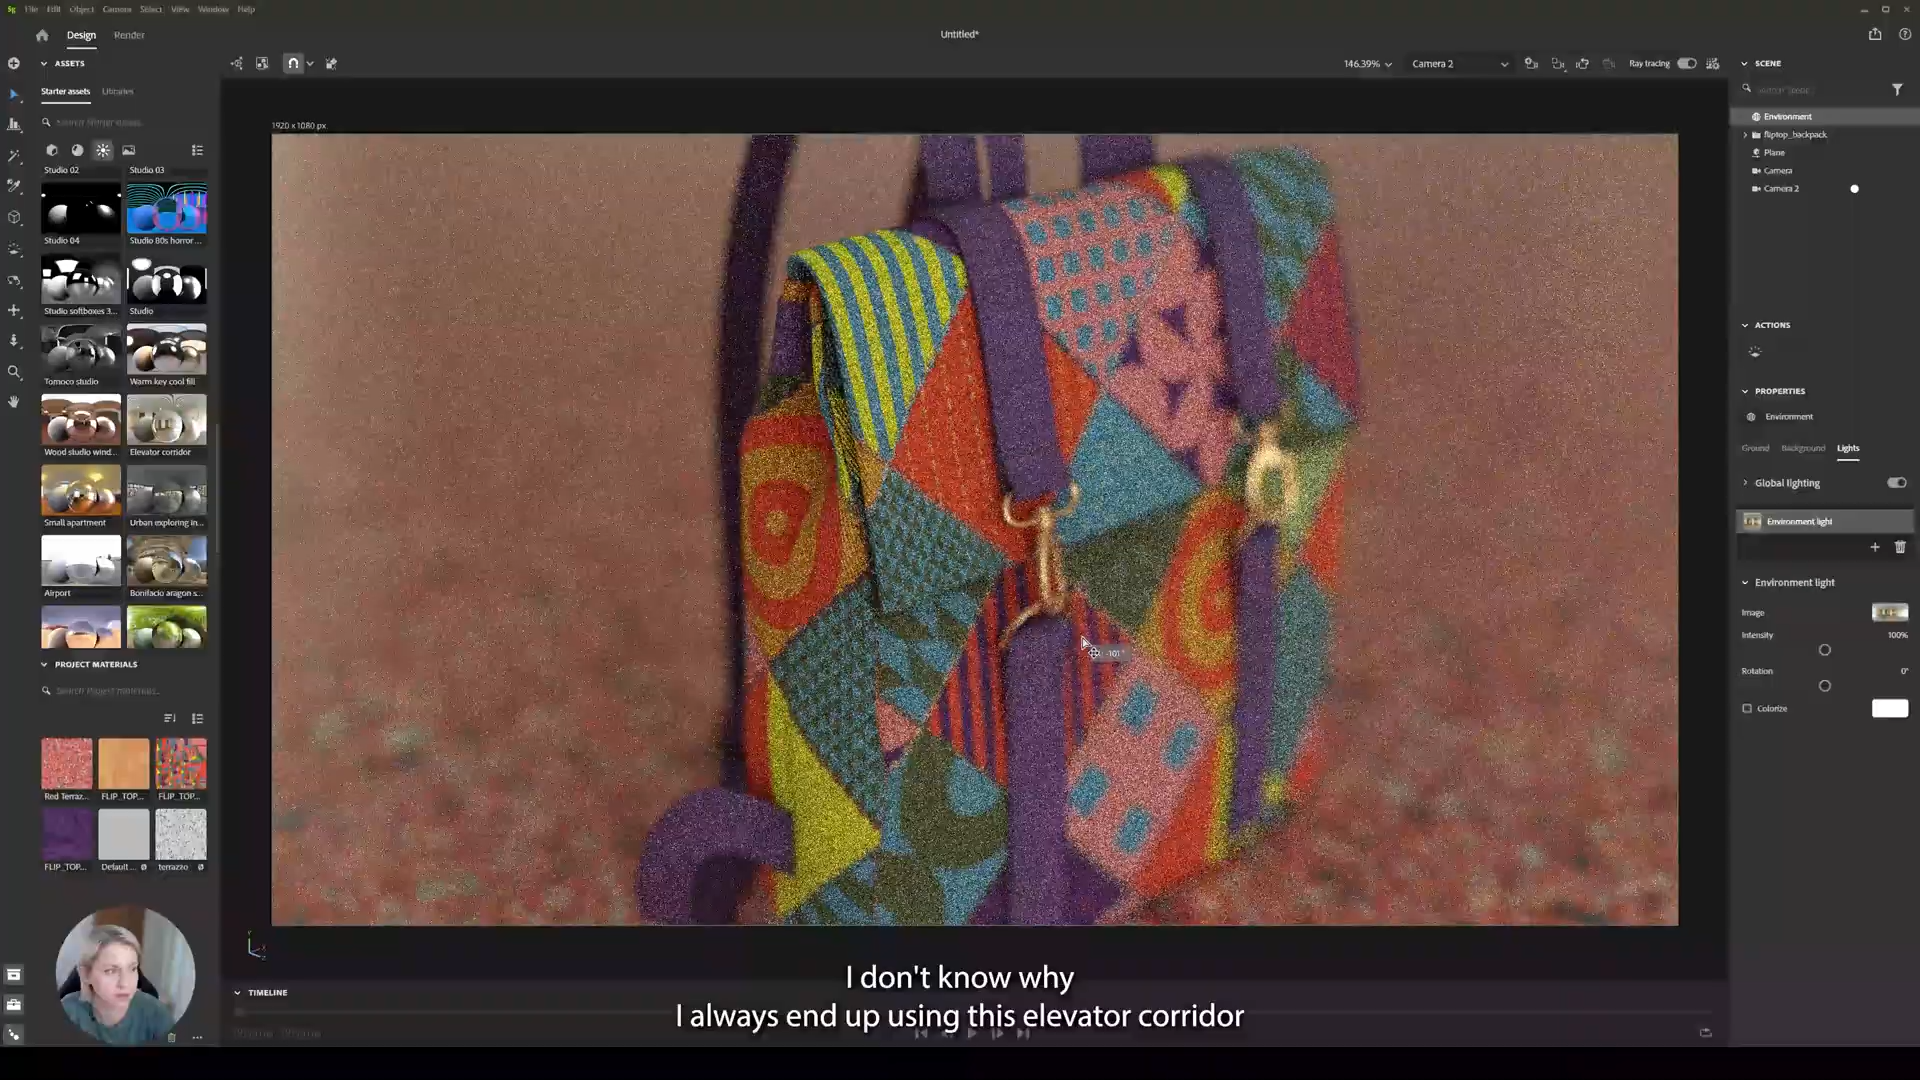 Sg File Edit Object Camera Select View Window Help
Design Render
Untitled*
ASSETS
146.39%
Camera 2
Ray tracing
SCENE
Starter assets Libraries
Environment
1920 x 1080 px
fliptop_backpack
Plane
Camera
Camera 2
Studio 02 Studio 03
Studio 04 Studio 80s horror ...
Studio softboxes 3... Studio
ACTIONS
Tomoco studio Warm key cool fill
PROPERTIES
Environment
Ground Background Lights
Wood studio wind... Elevator corridor
Global lighting
Small apartment Urban exploring in...
Environment light
Airport Bonifacio aragon s...
Environment light
Image
Intensity 100%
-101°
PROJECT MATERIALS
Rotation 0°
Colorize
Red Terraz... FLIP_TOP... FLIP_TOP...
FLIP_TOP... Default... terrazzo
TIMELINE
I don't know why
I always end up using this elevator corridor